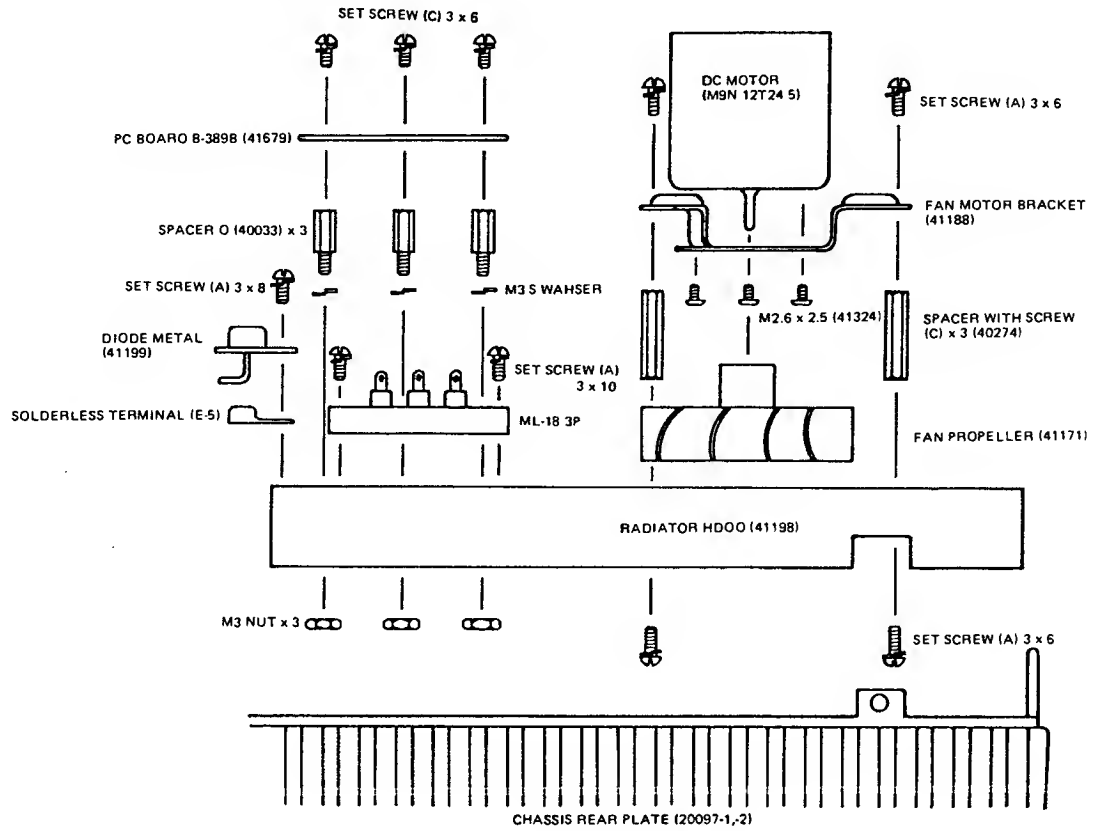 SET SCREW (C) 3 x 6
DC MOTOR
(M9N 12T24 5)
SET SCREW (A) 3 x 6
PC BOARO B-389B (41679)
FAN MOTOR BRACKET
(41188)
SPACER O (40033) x 3
SET SCREW (A) 3 x 8
M3 S WAHSER
M2.6 x 2.5 (41324)
SPACER WITH SCREW
(C) x 3 (40274)
DIODE METAL
(41199)
SET SCREW (A)
3 x 10
SOLDERLESS TERMINAL (E-5)
ML-18 3P
FAN PROPELLER (41171)
RADIATOR HDOO (41198)
M3 NUT x 3
SET SCREW (A) 3 x 6
CHASSIS REAR PLATE (20097-1,-2)